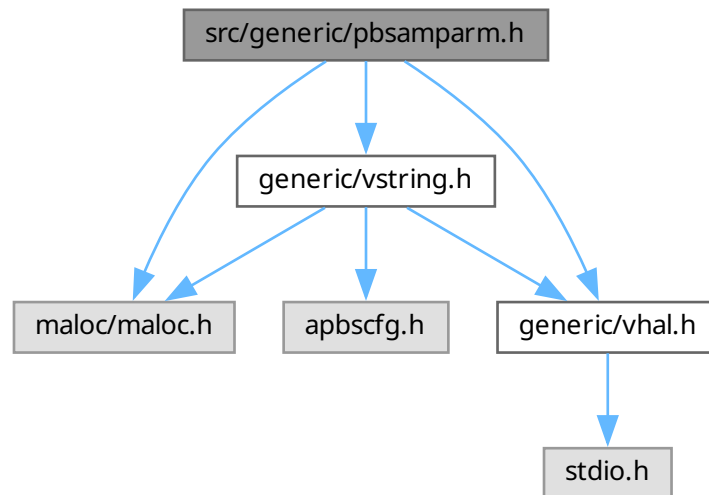 src/generic/pbsamparm.h
generic/vstring.h
maloc/maloc.h
apbscfg.h
generic/vhal.h
stdio.h